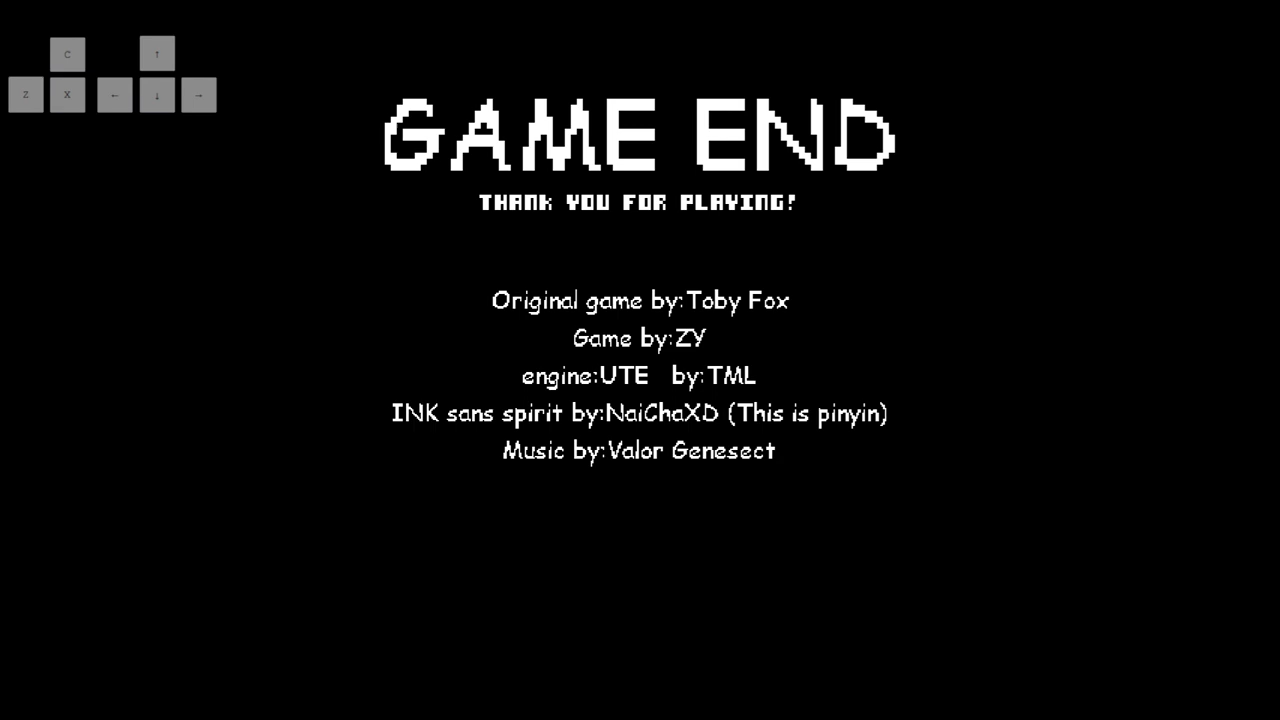 C ↑
Z X ← ↓ →
GAME END
THANK YOU FOR PLAYING!
Original game by:Toby Fox
Game by:ZY
engine:UTE by:TML
INK sans spirit by:NaiChaXD (This is pinyin)
Music by:Valor Genesect